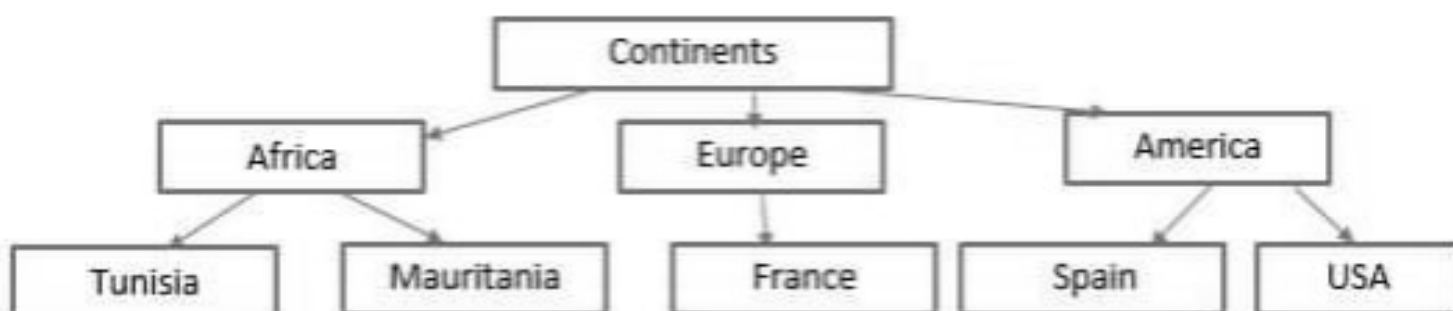 Continents
Africa
Europe
America
Tunisia
Mauritania
France
Spain
USA